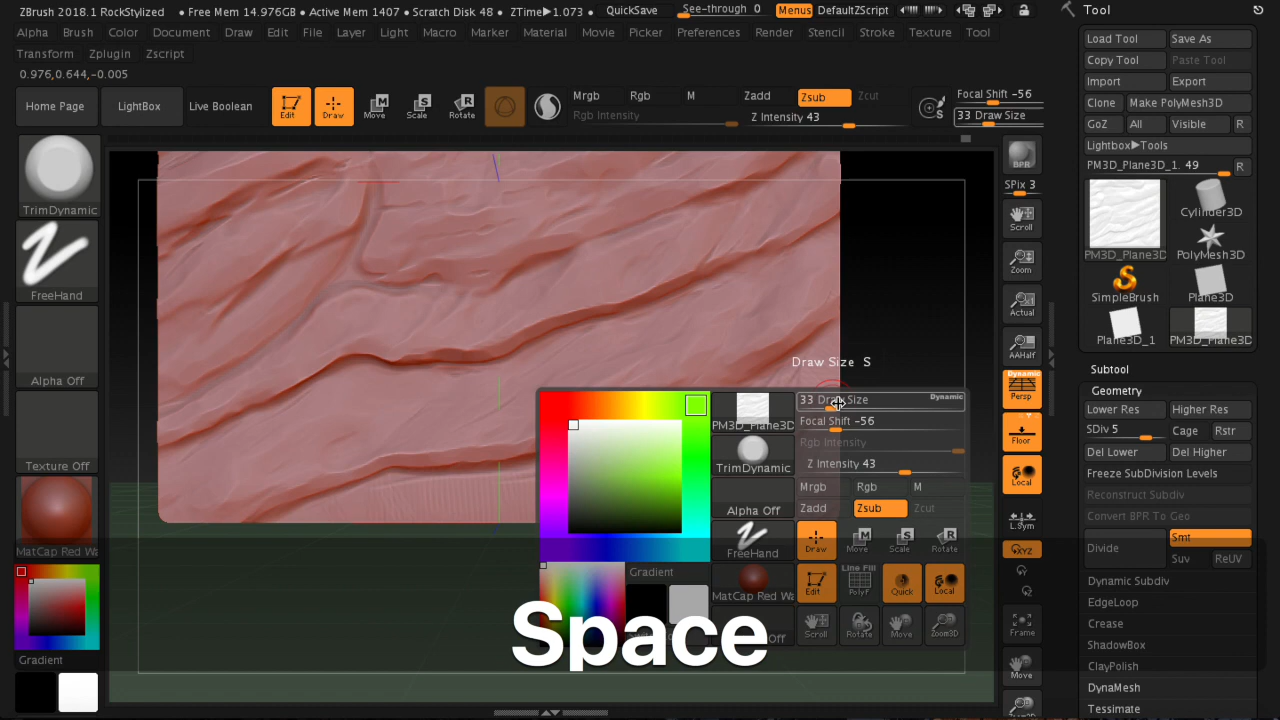 ZBrush 2018.1 RockStylized • Free Mem 14.976GB • Active Mem 1407 • Scratch Disk 48 • ZTime▶1.073 • QuickSave See-through 0 Menus DefaultZScript
Alpha Brush Color Document Draw Edit File Layer Light Macro Marker Material Movie Picker Preferences Render Stencil Stroke Texture Tool
Transform Zplugin Zscript
0.976,0.644,-0.005
Home Page LightBox Live Boolean Edit Draw Move Scale Rotate
Mrgb Rgb M Zadd Zsub Zcut
Rgb Intensity Z Intensity 43
S
Focal Shift -56
33 Draw Size
TrimDynamic
FreeHand
Alpha Off
Texture Off
MatCap Red Wa
Gradient
Draw Size S
33 Draw Size Dynamic
Focal Shift -56
Rgb Intensity
Z Intensity 43
Mrgb Rgb M
Zadd Zsub Zcut
Draw Move Scale Rotate
Line Fill
Edit PolyF Quick Local
Scroll Rotate Move Zoom3D
PM3D_Plane3D
TrimDynamic
Alpha Off
FreeHand
MatCap Red Wa
Off
Gradient
Space
BPR
SPix 3
Scroll
Zoom
Actual
AAHalf
Dynamic
Persp
Floor
Local
L.Sym
XYZ
Y
Z
Frame
Move
Tool
Load Tool Save As
Copy Tool Paste Tool
Import Export
Clone Make PolyMesh3D
GoZ All Visible R
Lightbox▶Tools
PM3D_Plane3D_1. 49 R
PM3D_Plane3D
Cylinder3D
PolyMesh3D
SimpleBrush Plane3D
Plane3D_1 PM3D_Plane3D
Subtool
Geometry
Lower Res Higher Res
SDiv 5 Cage Rstr
Del Lower Del Higher
Freeze SubDivision Levels
Reconstruct Subdiv
Convert BPR To Geo
Divide Smt
Suv ReUV
Dynamic Subdiv
EdgeLoop
Crease
ShadowBox
ClayPolish
DynaMesh
Tessimate